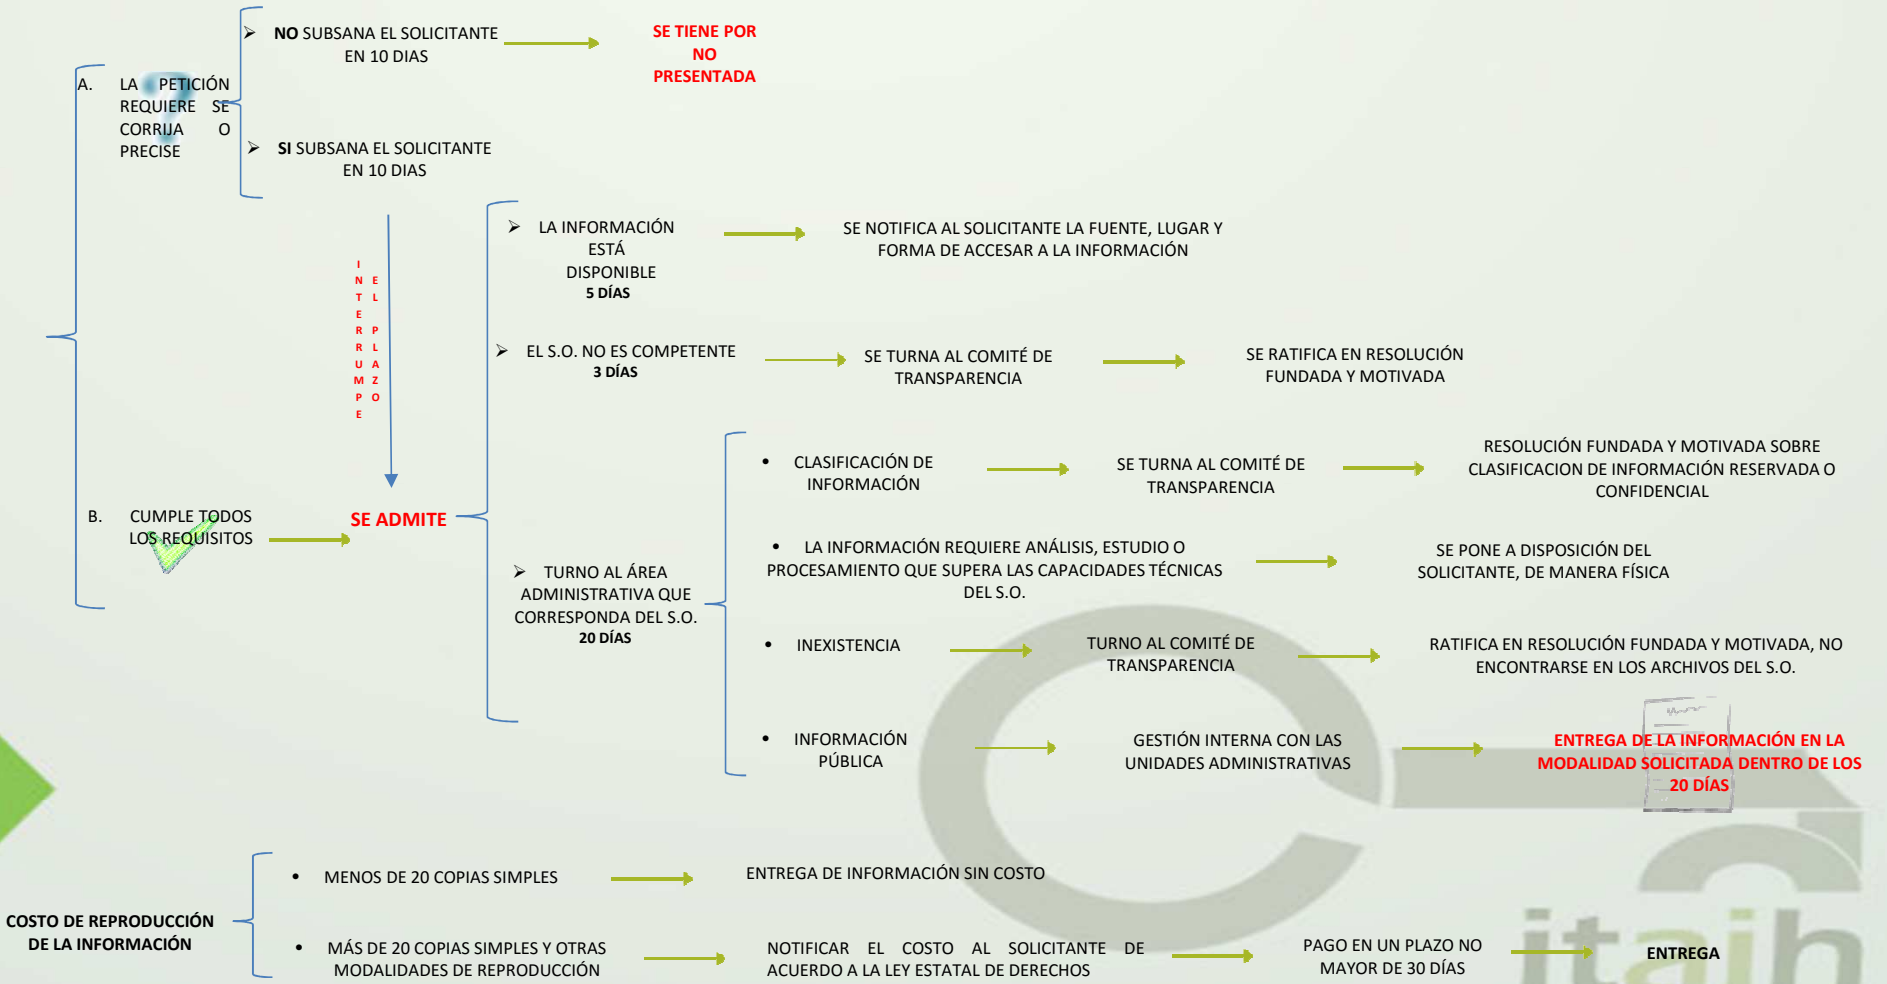 NO SUBSANA EL SOLICITANTE
EN 10 DIAS
SE TIENE POR
NO
PRESENTADA
A. LA PETICIÓN
REQUIERE SE
CORRIJA O
PRECISE
SI SUBSANA EL SOLICITANTE
EN 10 DIAS
INTERRUMPE
EL PLAZO
LA INFORMACIÓN
ESTÁ
DISPONIBLE
5 DÍAS
SE NOTIFICA AL SOLICITANTE LA FUENTE, LUGAR Y
FORMA DE ACCESAR A LA INFORMACIÓN
EL S.O. NO ES COMPETENTE
3 DÍAS
SE TURNA AL COMITÉ DE
TRANSPARENCIA
SE RATIFICA EN RESOLUCIÓN
FUNDADA Y MOTIVADA
B. CUMPLE TODOS
LOS REQUISITOS
SE ADMITE
TURNO AL ÁREA
ADMINISTRATIVA QUE
CORRESPONDA DEL S.O.
20 DÍAS
• CLASIFICACIÓN DE
INFORMACIÓN
SE TURNA AL COMITÉ DE
TRANSPARENCIA
RESOLUCIÓN FUNDADA Y MOTIVADA SOBRE
CLASIFICACION DE INFORMACIÓN RESERVADA O
CONFIDENCIAL
• LA INFORMACIÓN REQUIERE ANÁLISIS, ESTUDIO O
PROCESAMIENTO QUE SUPERA LAS CAPACIDADES TÉCNICAS
DEL S.O.
SE PONE A DISPOSICIÓN DEL
SOLICITANTE, DE MANERA FÍSICA
• INEXISTENCIA
TURNO AL COMITÉ DE
TRANSPARENCIA
RATIFICA EN RESOLUCIÓN FUNDADA Y MOTIVADA, NO
ENCONTRARSE EN LOS ARCHIVOS DEL S.O.
• INFORMACIÓN
PÚBLICA
GESTIÓN INTERNA CON LAS
UNIDADES ADMINISTRATIVAS
ENTREGA DE LA INFORMACIÓN EN LA
MODALIDAD SOLICITADA DENTRO DE LOS
20 DÍAS
COSTO DE REPRODUCCIÓN
DE LA INFORMACIÓN
• MENOS DE 20 COPIAS SIMPLES
ENTREGA DE INFORMACIÓN SIN COSTO
• MÁS DE 20 COPIAS SIMPLES Y OTRAS
MODALIDADES DE REPRODUCCIÓN
NOTIFICAR EL COSTO AL SOLICITANTE DE
ACUERDO A LA LEY ESTATAL DE DERECHOS
PAGO EN UN PLAZO NO
MAYOR DE 30 DÍAS
ENTREGA
itaih